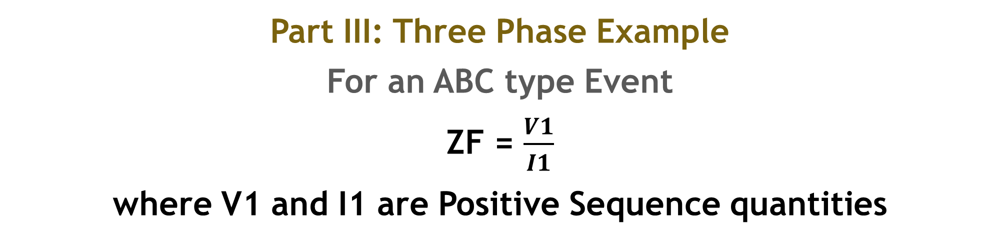 Part III: Three Phase Example
For an ABC type Event
ZF = V1/I1
where V1 and I1 are Positive Sequence quantities